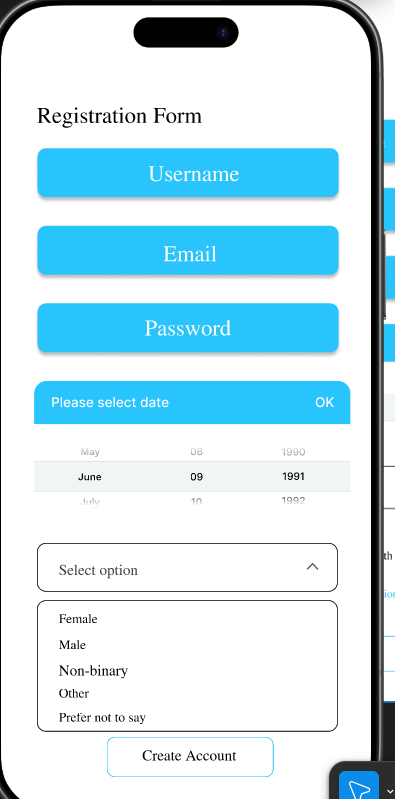 Registration Form
Username
Email
Password
Please select date OK
May 08 1990
June 09 1991
July 10 1992
Select option
Female
Male
Non-binary
Other
Prefer not to say
Create Account
th